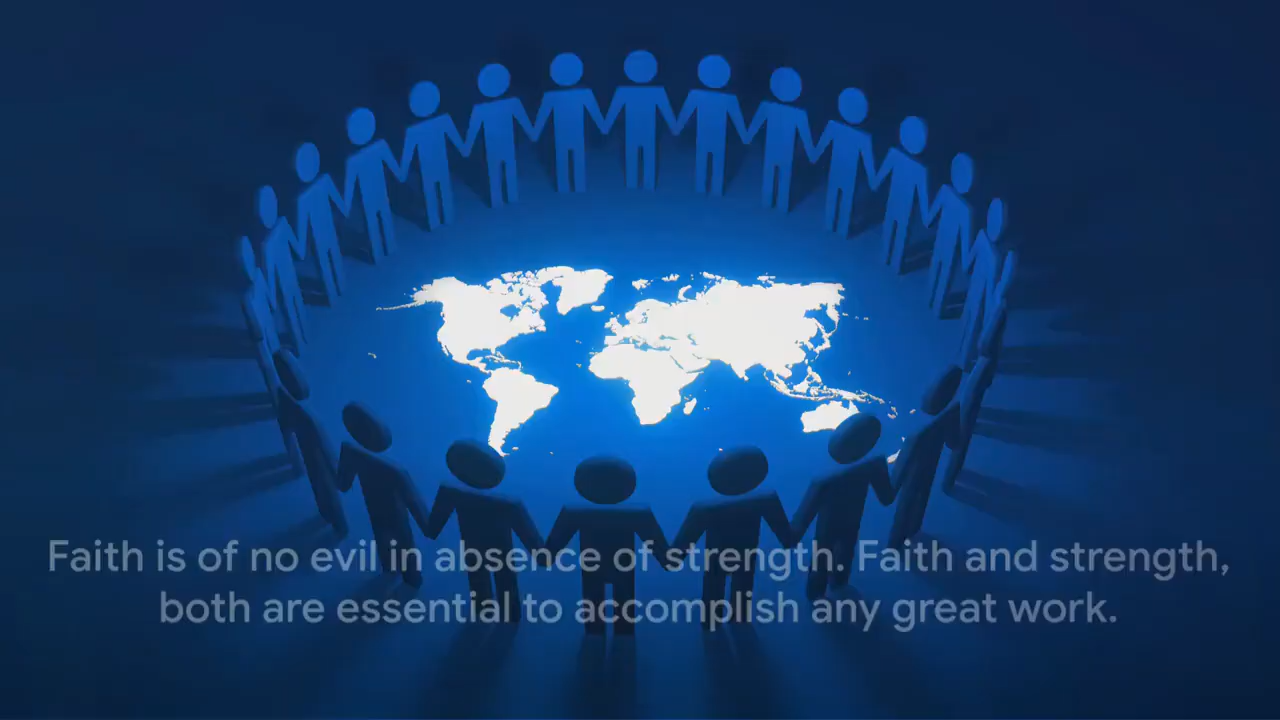 Faith is of no evil in absence of strength. Faith and strength,
both are essential to accomplish any great work.